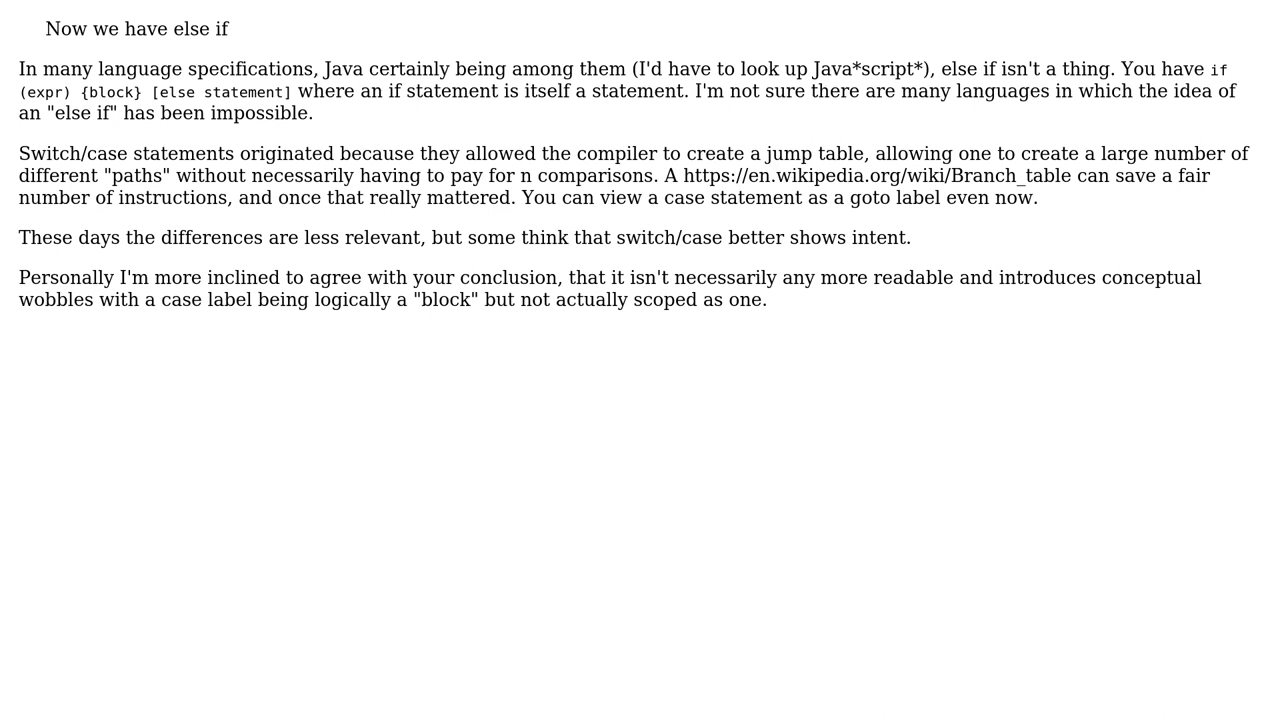 Now we have else if
In many language specifications, Java certainly being among them (I'd have to look up Java*script*), else if isn't a thing. You have if
(expr) {block} [else statement] where an if statement is itself a statement. I'm not sure there are many languages in which the idea of
an "else if" has been impossible.
Switch/case statements originated because they allowed the compiler to create a jump table, allowing one to create a large number of
different "paths" without necessarily having to pay for n comparisons. A https://en.wikipedia.org/wiki/Branch_table can save a fair
number of instructions, and once that really mattered. You can view a case statement as a goto label even now.
These days the differences are less relevant, but some think that switch/case better shows intent.
Personally I'm more inclined to agree with your conclusion, that it isn't necessarily any more readable and introduces conceptual
wobbles with a case label being logically a "block" but not actually scoped as one.